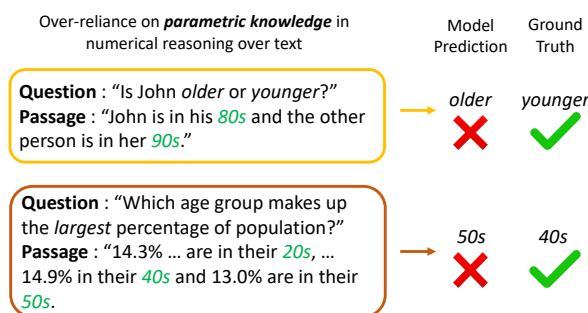 Over-reliance on parametric knowledge in
numerical reasoning over text
Model
Prediction
Ground
Truth
Question : “Is John older or younger?”
Passage : “John is in his 80s and the other
person is in her 90s.”
older
younger
Question : “Which age group makes up
the largest percentage of population?”
Passage : “14.3% ... are in their 20s, ...
14.9% in their 40s and 13.0% are in their
50s.
50s
40s